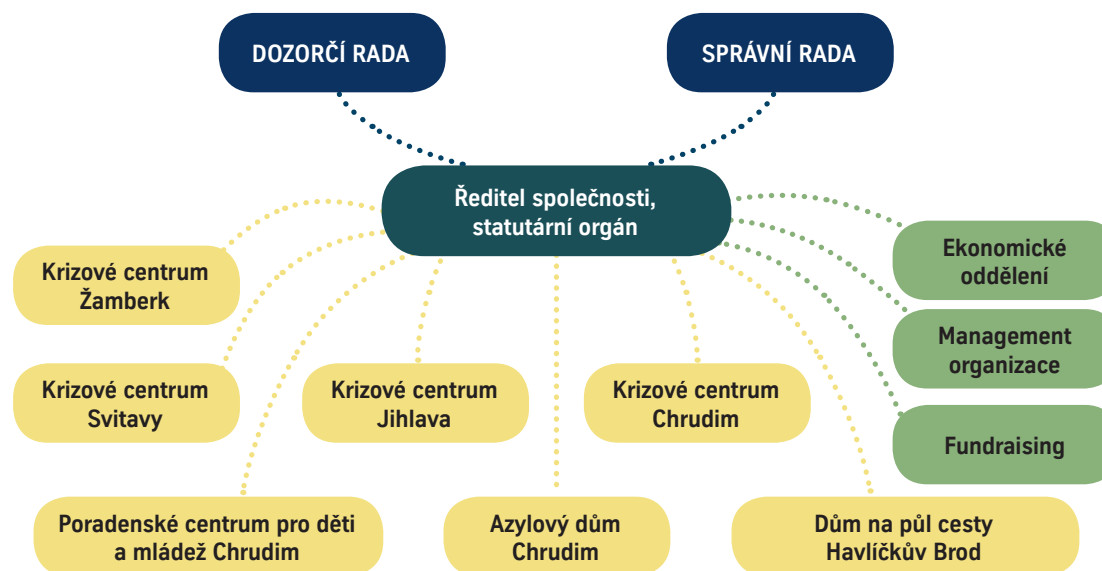 DOZORČÍ RADA
SPRÁVNÍ RADA
Ředitel společnosti,
statutární orgán
Krizové centrum
Žamberk
Ekonomické
oddělení
Management
organizace
Krizové centrum
Svitavy
Krizové centrum
Jihlava
Krizové centrum
Chrudim
Fundraising
Poradenské centrum pro děti
a mládež Chrudim
Azylový dům
Chrudim
Dům na půl cesty
Havlíčkův Brod